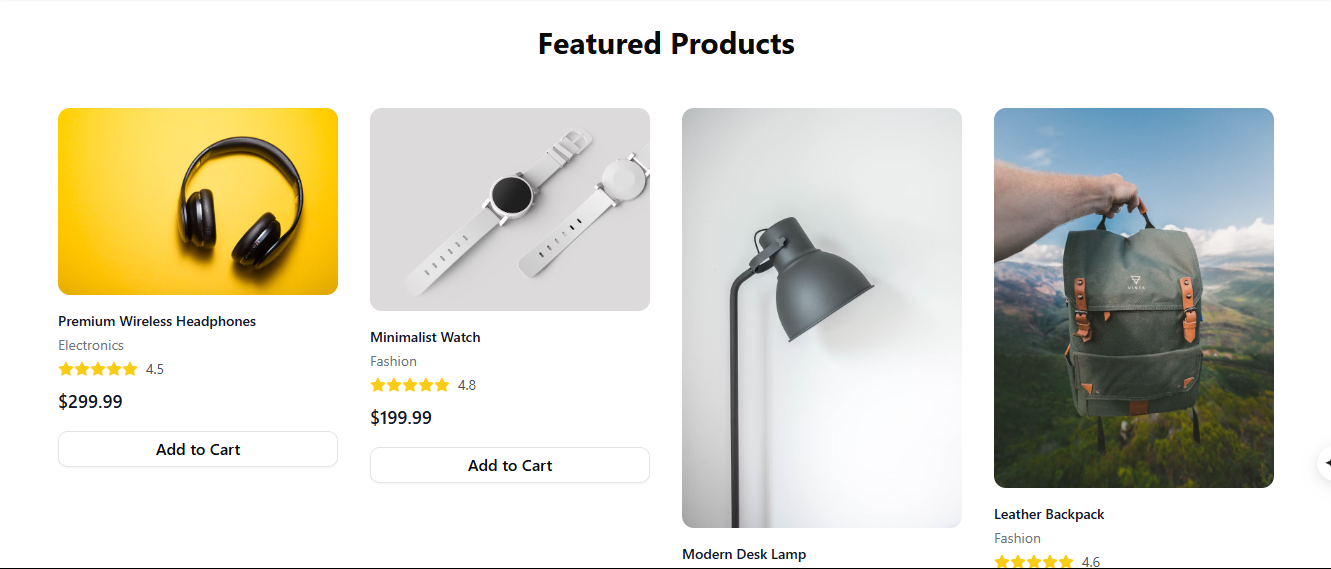 Featured Products
Premium Wireless Headphones
Electronics
4.5
$299.99
Add to Cart
Minimalist Watch
Fashion
4.8
$199.99
Add to Cart
Modern Desk Lamp
VINTA
Leather Backpack
Fashion
4.6